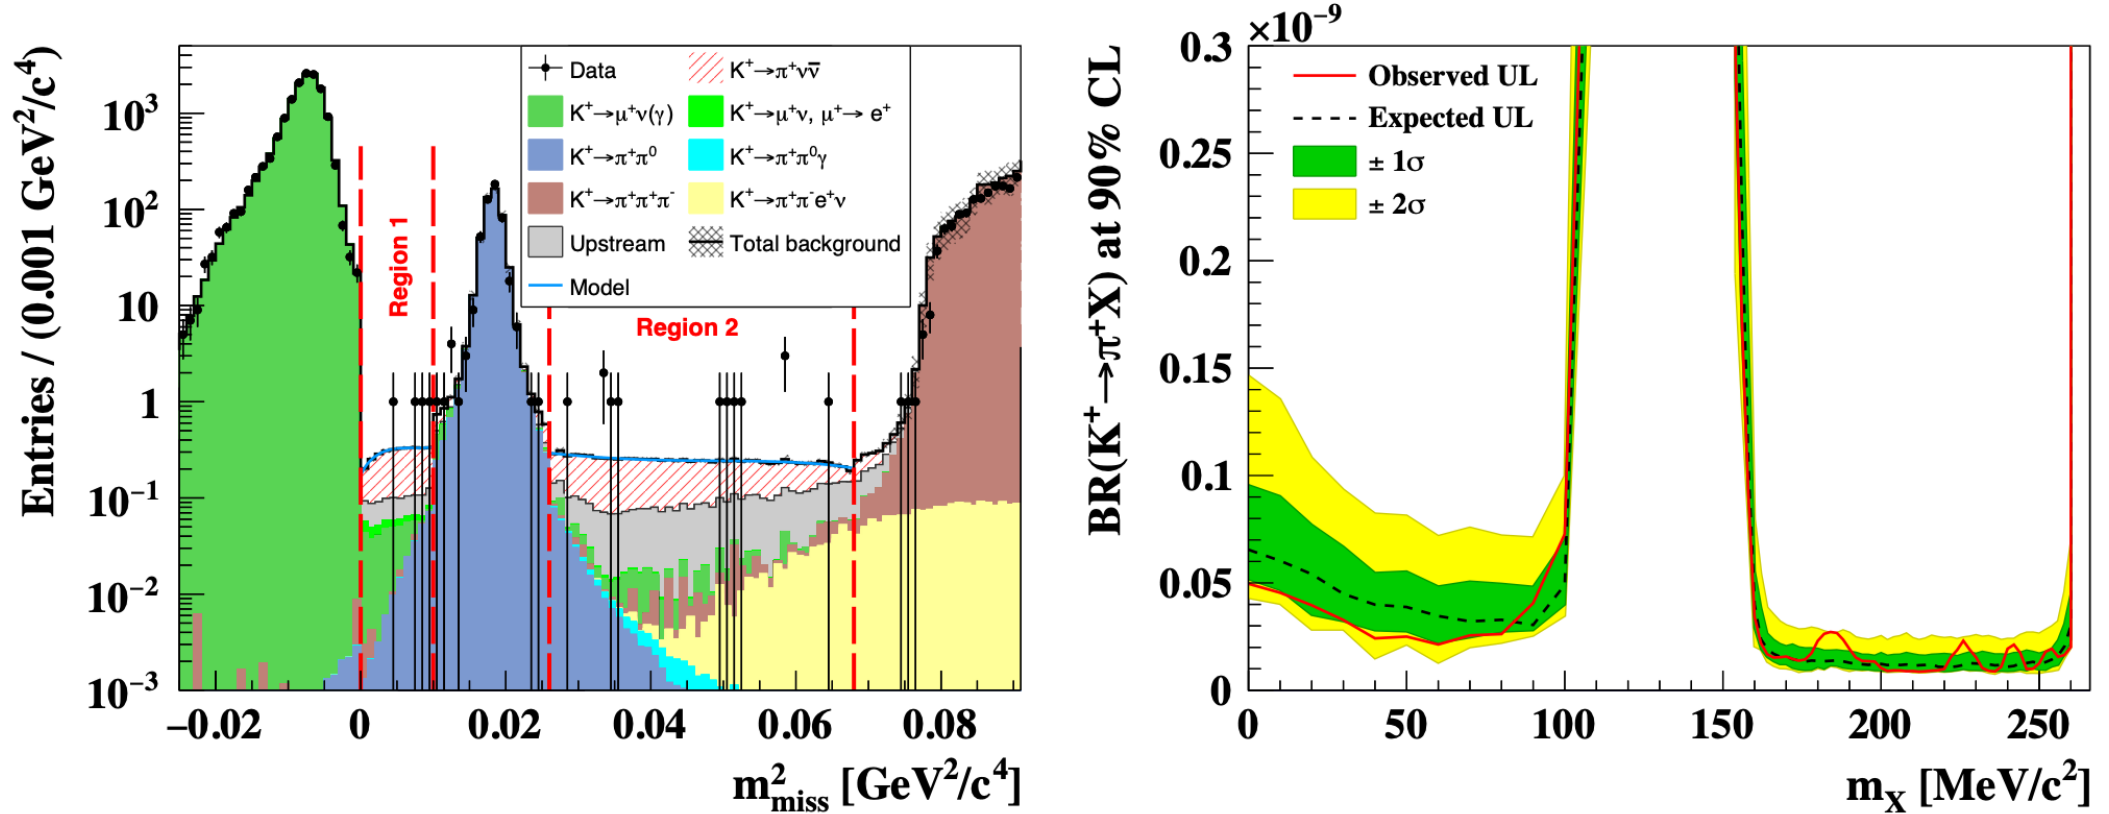 Entries / (0.001 GeV²/c⁴)
10³
10²
10
1
10⁻¹
10⁻²
10⁻³
−0.02 0 0.02 0.04 0.06 0.08
m²miss [GeV²/c⁴]
Region 1
Region 2
Data
K⁺→π⁺νν̅
K⁺→μ⁺ν(γ)
K⁺→μ⁺ν, μ⁺→ e⁺
K⁺→π⁺π⁰
K⁺→π⁺π⁰γ
K⁺→π⁺π⁺π⁻
K⁺→π⁺π⁻e⁺ν
Upstream
Total background
Model
BR(K⁺→π⁺X) at 90% CL
×10⁻⁹
0.3
0.25
0.2
0.15
0.1
0.05
0
0 50 100 150 200 250
mX [MeV/c²]
Observed UL
Expected UL
± 1σ
± 2σ